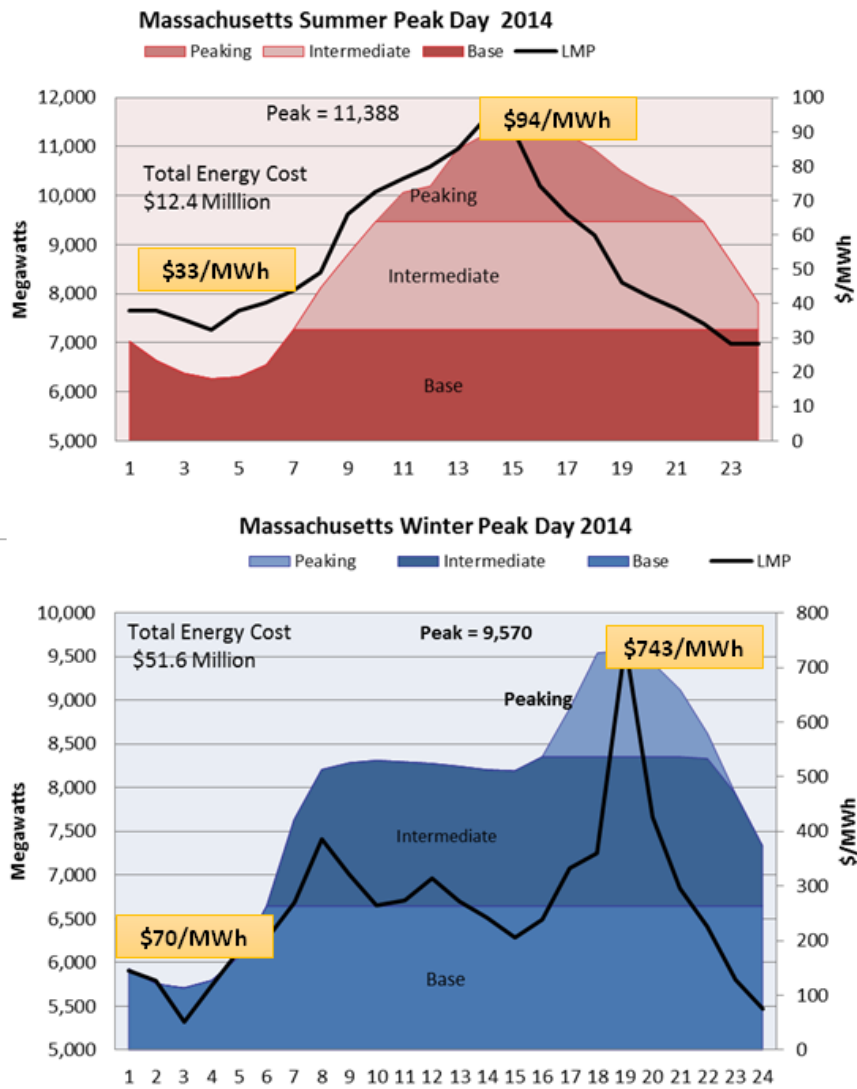 Massachusetts Summer Peak Day 2014
Peaking Intermediate Base LMP
Peak = 11,388
$94/MWh
Total Energy Cost
$12.4 Milllion
Peaking
$33/MWh
Intermediate
Base
Megawatts
12,000
11,000
10,000
9,000
8,000
7,000
6,000
5,000
100
90
80
70
60
50
40
30
20
10
0
$/MWh
1 3 5 7 9 11 13 15 17 19 21 23
Massachusetts Winter Peak Day 2014
Peaking Intermediate Base LMP
Total Energy Cost
$51.6 Million
Peak = 9,570
$743/MWh
Peaking
Intermediate
$70/MWh
Base
Megawatts
10,000
9,500
9,000
8,500
8,000
7,500
7,000
6,500
6,000
5,500
5,000
800
700
600
500
400
300
200
100
0
$/MWh
1 2 3 4 5 6 7 8 9 10 11 12 13 14 15 16 17 18 19 20 21 22 23 24